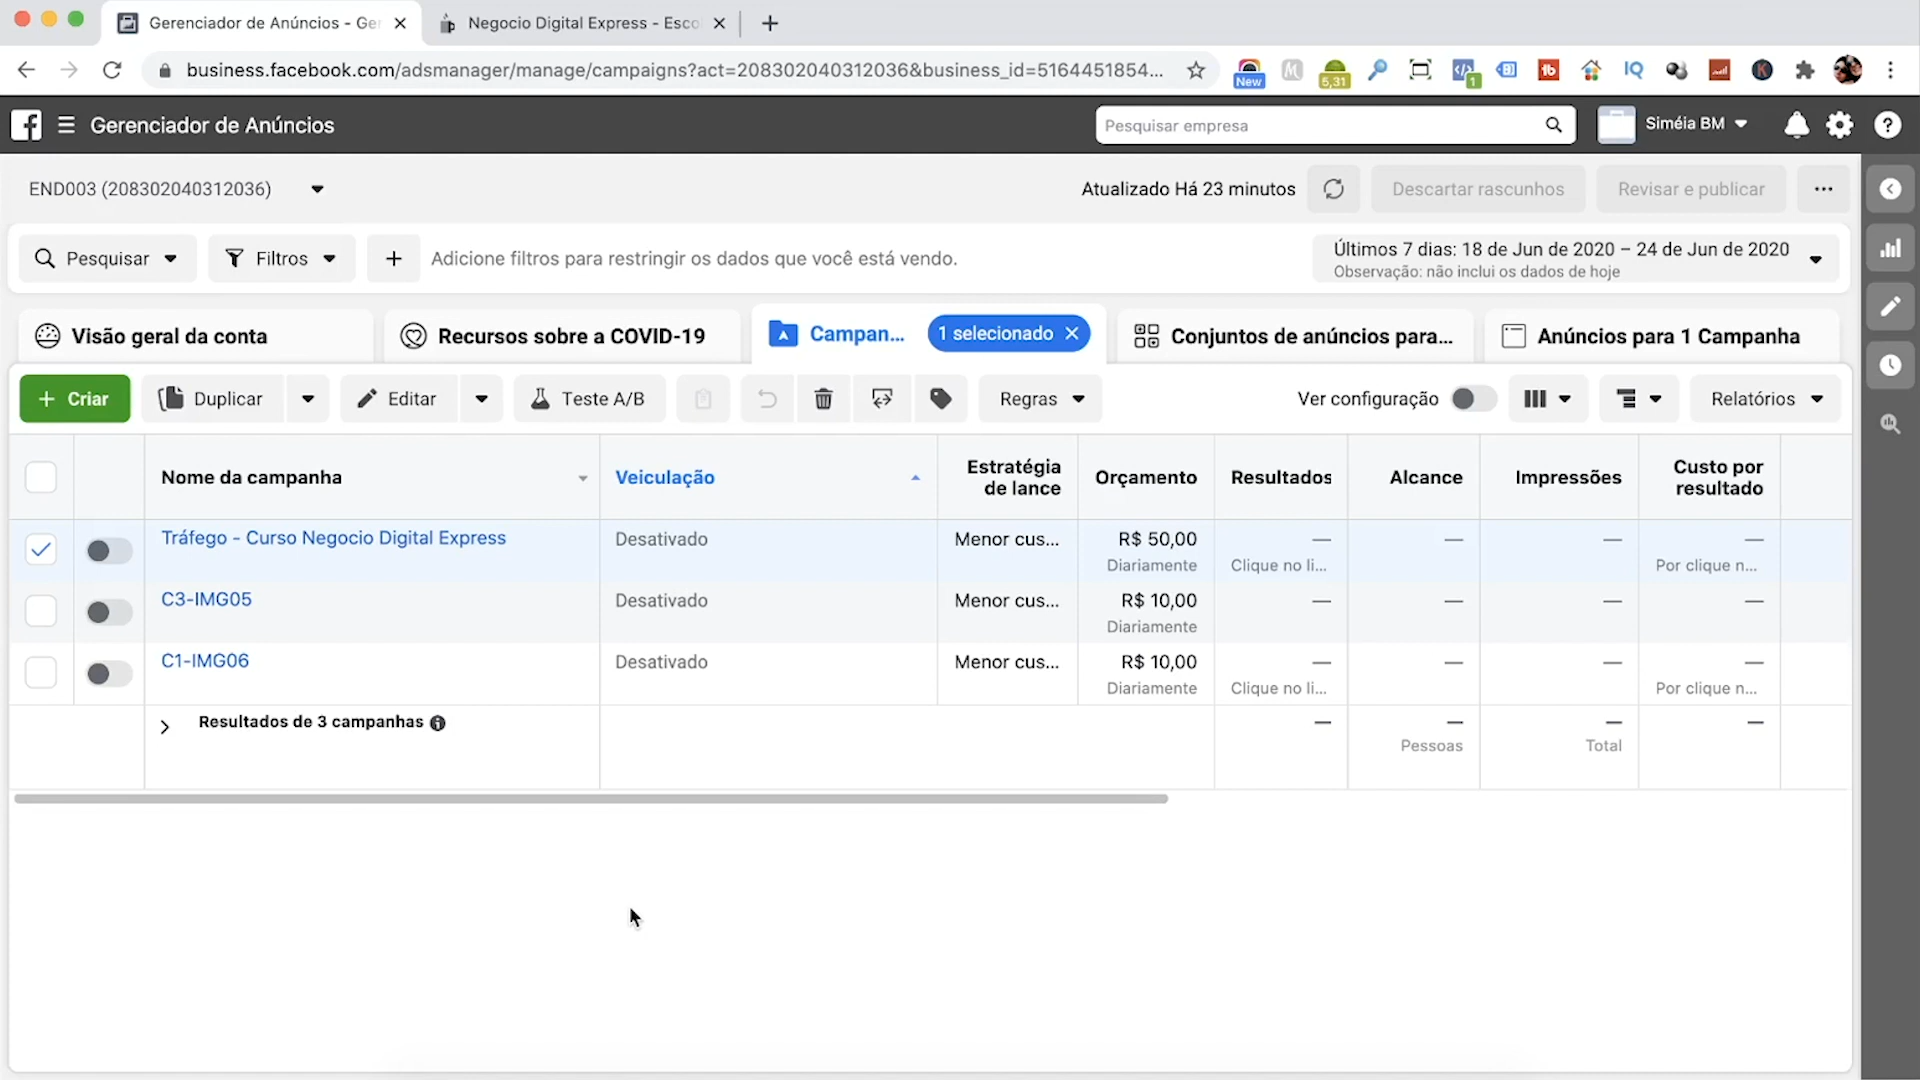 Gerenciador de Anúncios - Ger
Negocio Digital Express - Esco
business.facebook.com/adsmanager/manage/campaigns?act=208302040312036&business_id=5164451854...
New
5,31
1
Gerenciador de Anúncios
Pesquisar empresa
Siméia BM
END003 (208302040312036)
Atualizado Há 23 minutos
Descartar rascunhos
Revisar e publicar
Pesquisar
Filtros
Adicione filtros para restringir os dados que você está vendo.
Últimos 7 dias: 18 de Jun de 2020 – 24 de Jun de 2020
Observação: não inclui os dados de hoje
Visão geral da conta
Recursos sobre a COVID-19
Campan...
1 selecionado
Conjuntos de anúncios para...
Anúncios para 1 Campanha
+ Criar
Duplicar
Editar
Teste A/B
Regras
Ver configuração
Relatórios
Nome da campanha
Veiculação
Estratégia de lance
Orçamento
Resultados
Alcance
Impressões
Custo por resultado
Tráfego - Curso Negocio Digital Express
Desativado
Menor cus...
R$ 50,00
Diariamente
—
Clique no li...
—
—
—
Por clique n...
C3-IMG05
Desativado
Menor cus...
R$ 10,00
Diariamente
—
—
—
—
C1-IMG06
Desativado
Menor cus...
R$ 10,00
Diariamente
—
Clique no li...
—
—
—
Por clique n...
Resultados de 3 campanhas
—
—
Pessoas
—
Total
—